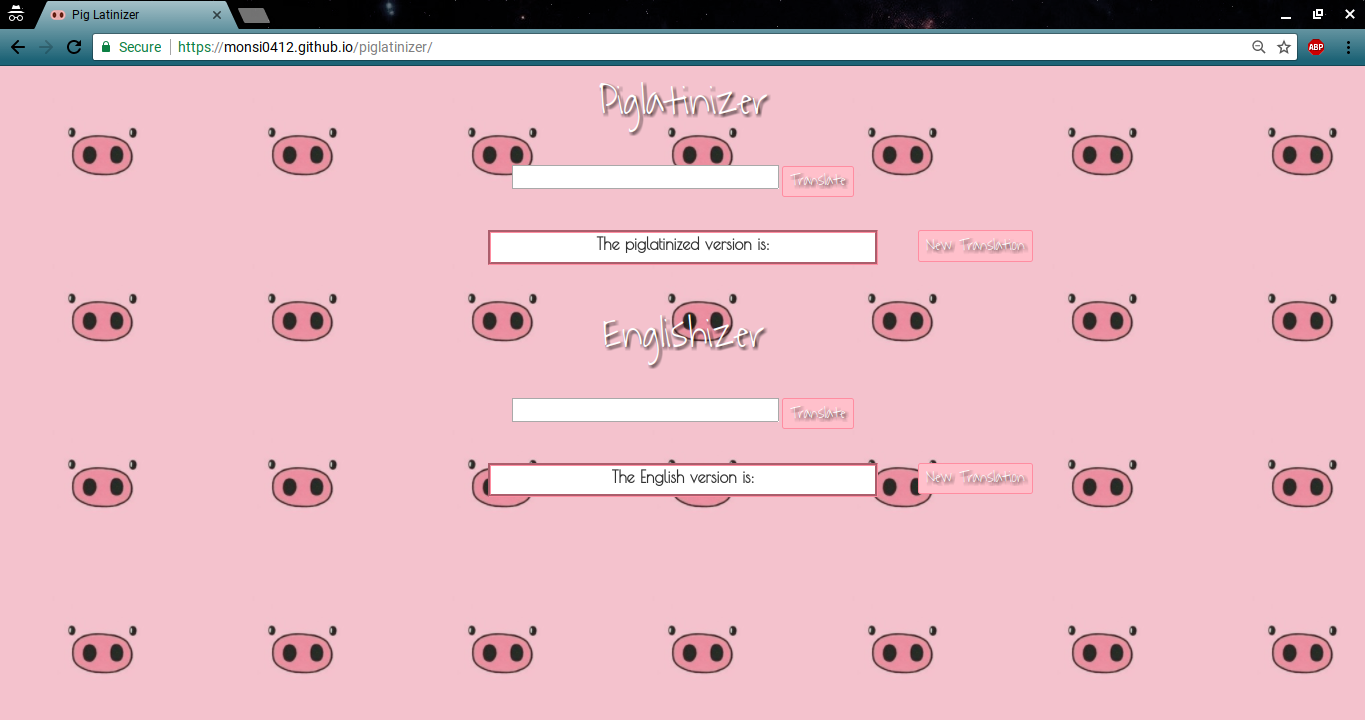 Pig Latinizer
Secure https://monsi0412.github.io/piglatinizer/
ABP
Piglatinizer
Translate
The piglatinized version is:
New Translation
Englishizer
Translate
The English version is:
New Translation